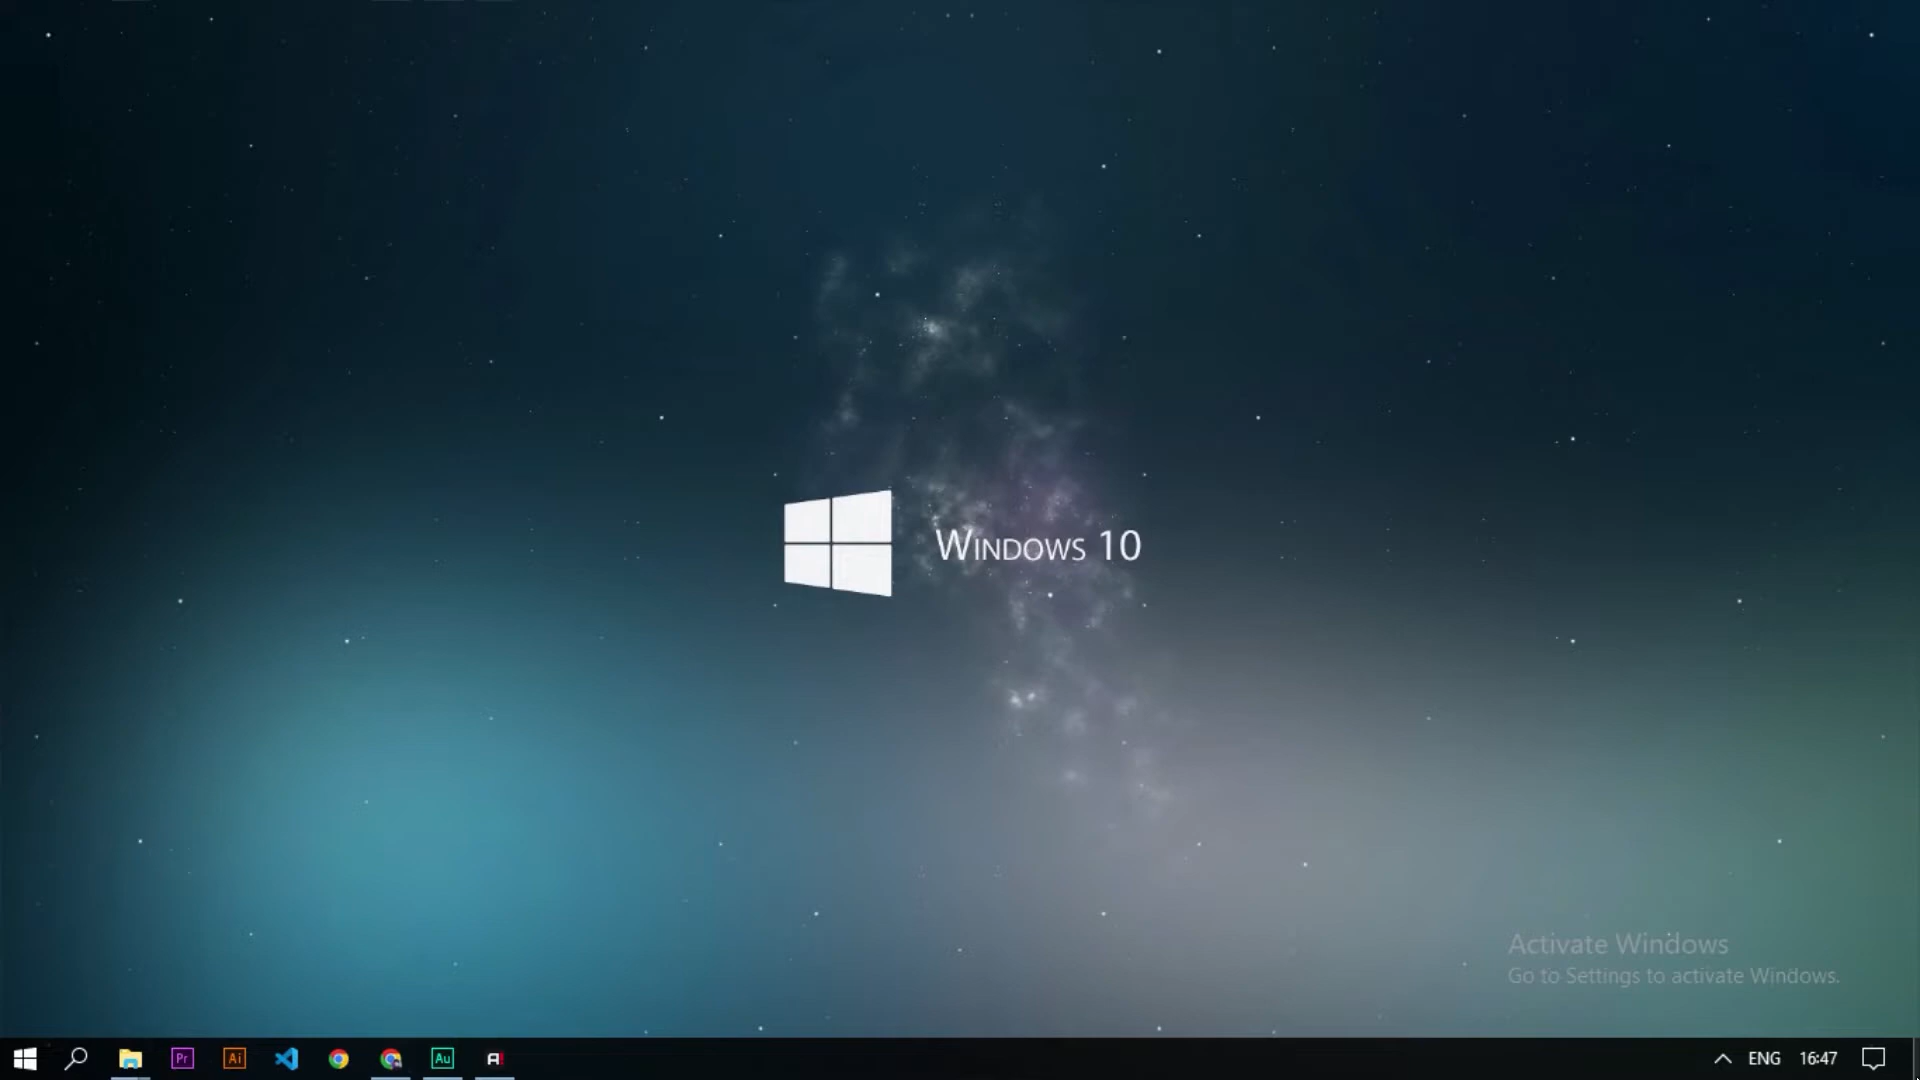 Windows 10
Activate Windows
Go to Settings to activate Windows.
Pr
Ai
Au
A!
ENG
16:47